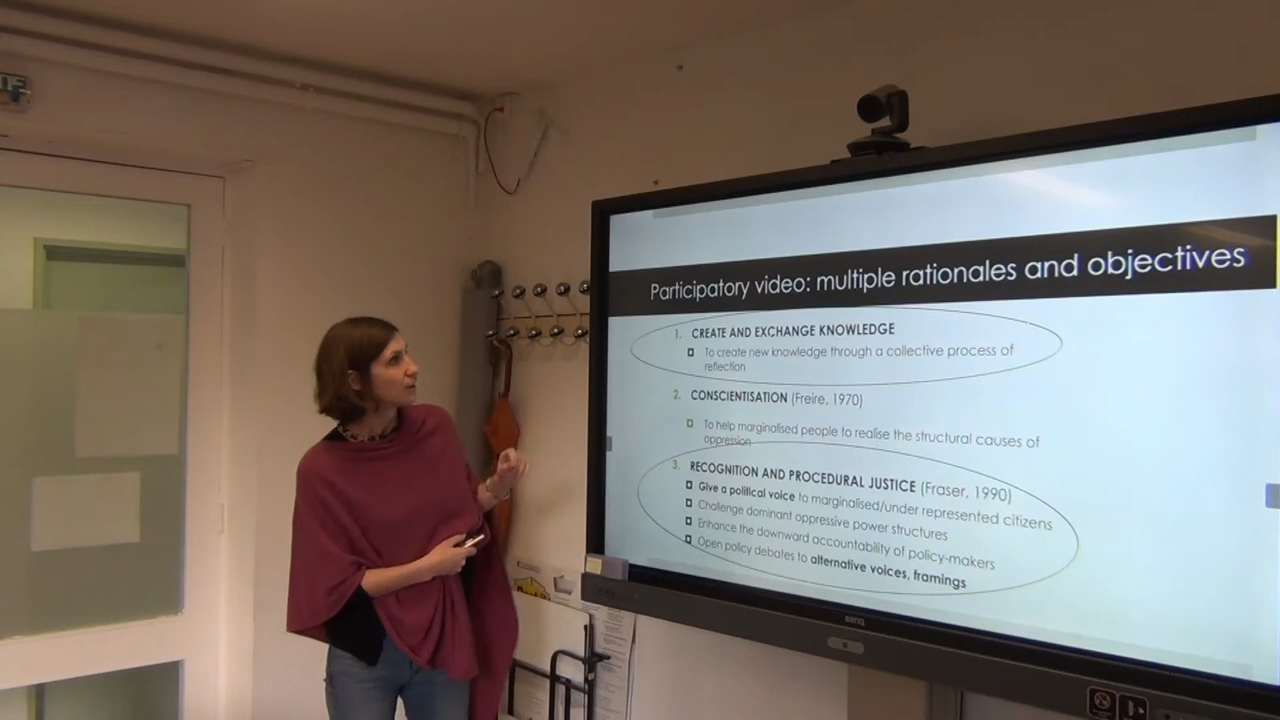 Participatory video: multiple rationales and objectives
1. CREATE AND EXCHANGE KNOWLEDGE
To create new knowledge through a collective process of
reflection
2. CONSCIENTISATION (Freire, 1970)
To help marginalised people to realise the structural causes of
oppression
3. RECOGNITION AND PROCEDURAL JUSTICE (Fraser, 1990)
Give a political voice to marginalised/under represented citizens
Challenge dominant oppressive power structures
Enhance the downward accountability of policy-makers
Open policy debates to alternative voices, framings
BenQ